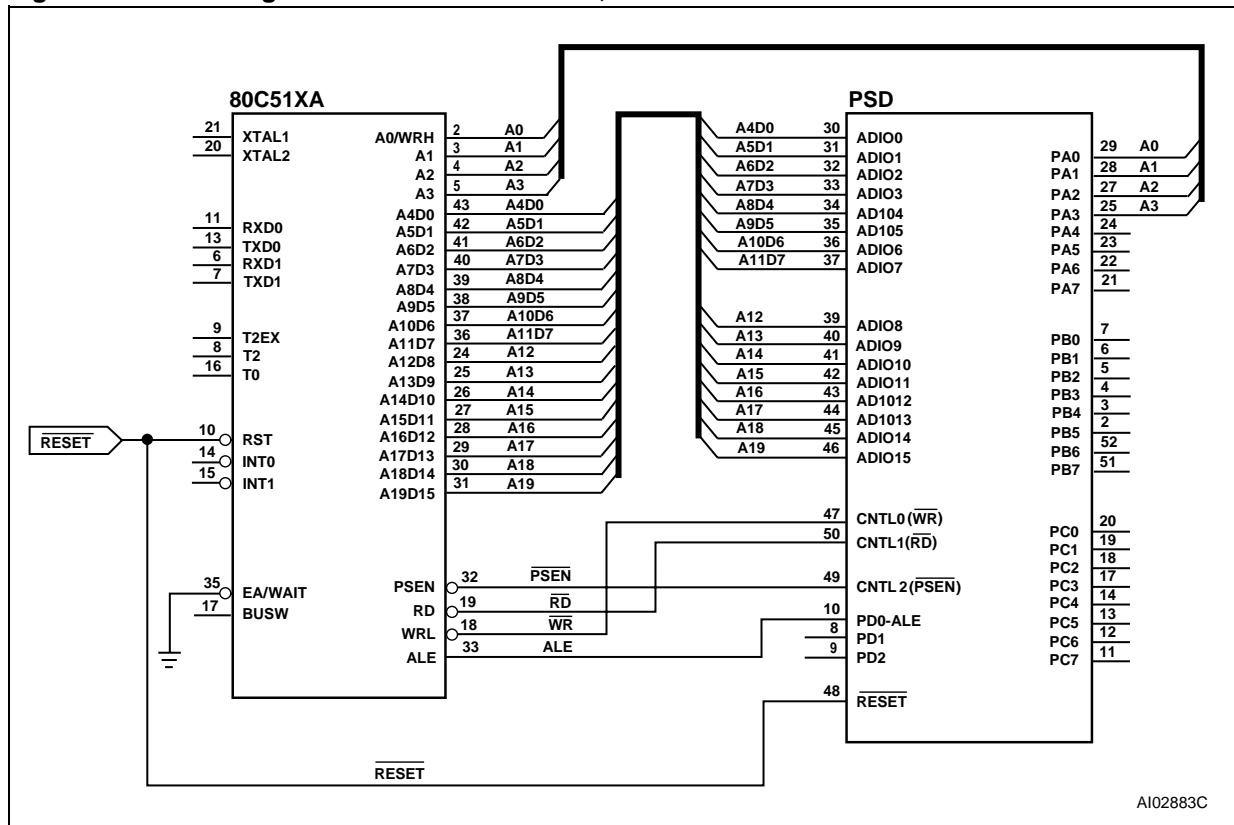 80C51XA
PSD
21 XTAL1
20 XTAL2
11 RXD0
13 TXD0
6 RXD1
7 TXD1
9 T2EX
8 T2
16 T0
RESET
10 RST
14 INT0
15 INT1
35 EA/WAIT
17 BUSW
A0/WRH 2 A0
A1 3 A1
A2 4 A2
A3 5 A3
A4D0 43 A4D0
A5D1 42 A5D1
A6D2 41 A6D2
A7D3 40 A7D3
A8D4 39 A8D4
A9D5 38 A9D5
A10D6 37 A10D6
A11D7 36 A11D7
A12D8 24 A12
A13D9 25 A13
A14D10 26 A14
A15D11 27 A15
A16D12 28 A16
A17D13 29 A17
A18D14 30 A18
A19D15 31 A19
PSEN 32 PSEN
RD 19 RD
WRL 18 WR
ALE 33 ALE
A4D0 30 ADIO0
A5D1 31 ADIO1
A6D2 32 ADIO2
A7D3 33 ADIO3
A8D4 34 AD104
A9D5 35 AD105
A10D6 36 ADIO6
A11D7 37 ADIO7
A12 39 ADIO8
A13 40 ADIO9
A14 41 ADIO10
A15 42 ADIO11
A16 43 AD1012
A17 44 AD1013
A18 45 ADIO14
A19 46 ADIO15
47 CNTL0(WR)
50 CNTL1(RD)
49 CNTL 2(PSEN)
10 PD0-ALE
8 PD1
9 PD2
48 RESET
PA0 29 A0
PA1 28 A1
PA2 27 A2
PA3 25 A3
PA4 24
PA5 23
PA6 22
PA7 21
PB0 7
PB1 6
PB2 5
PB3 4
PB4 3
PB5 2
PB6 52
PB7 51
PC0 20
PC1 19
PC2 18
PC3 17
PC4 14
PC5 13
PC6 12
PC7 11
RESET
AI02883C